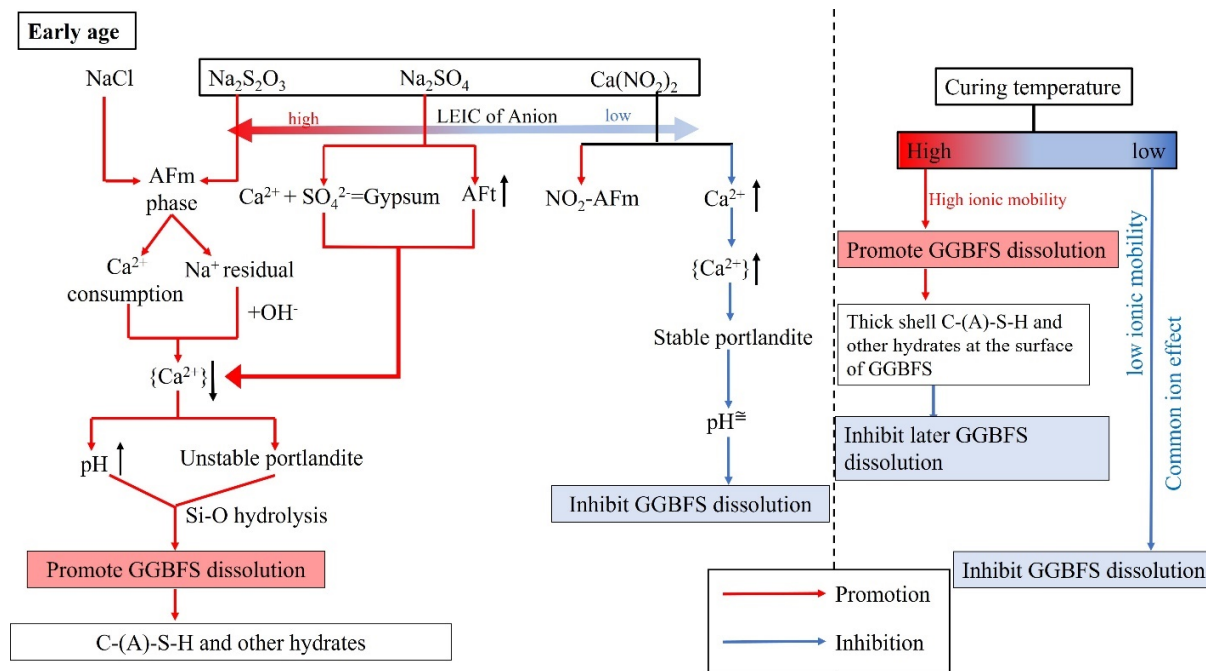 Early age
NaCl
Na₂S₂O₃
Na₂SO₄
Ca(NO₂)₂
high
LEIC of Anion
low
AFm
phase
Ca²⁺ + SO₄²⁻=Gypsum
AFt
NO₂-AFm
Ca²⁺
Ca²⁺
consumption
Na⁺ residual
+OH⁻
{Ca²⁺}
{Ca²⁺}
Stable portlandite
pH
Unstable portlandite
pH≅
Si-O hydrolysis
Inhibit GGBFS dissolution
Promote GGBFS dissolution
C-(A)-S-H and other hydrates
Curing temperature
High
low
High ionic mobility
Promote GGBFS dissolution
Thick shell C-(A)-S-H and
other hydrates at the surface
of GGBFS
Inhibit later GGBFS
dissolution
low ionic mobility
Common ion effect
Inhibit GGBFS dissolution
Promotion
Inhibition